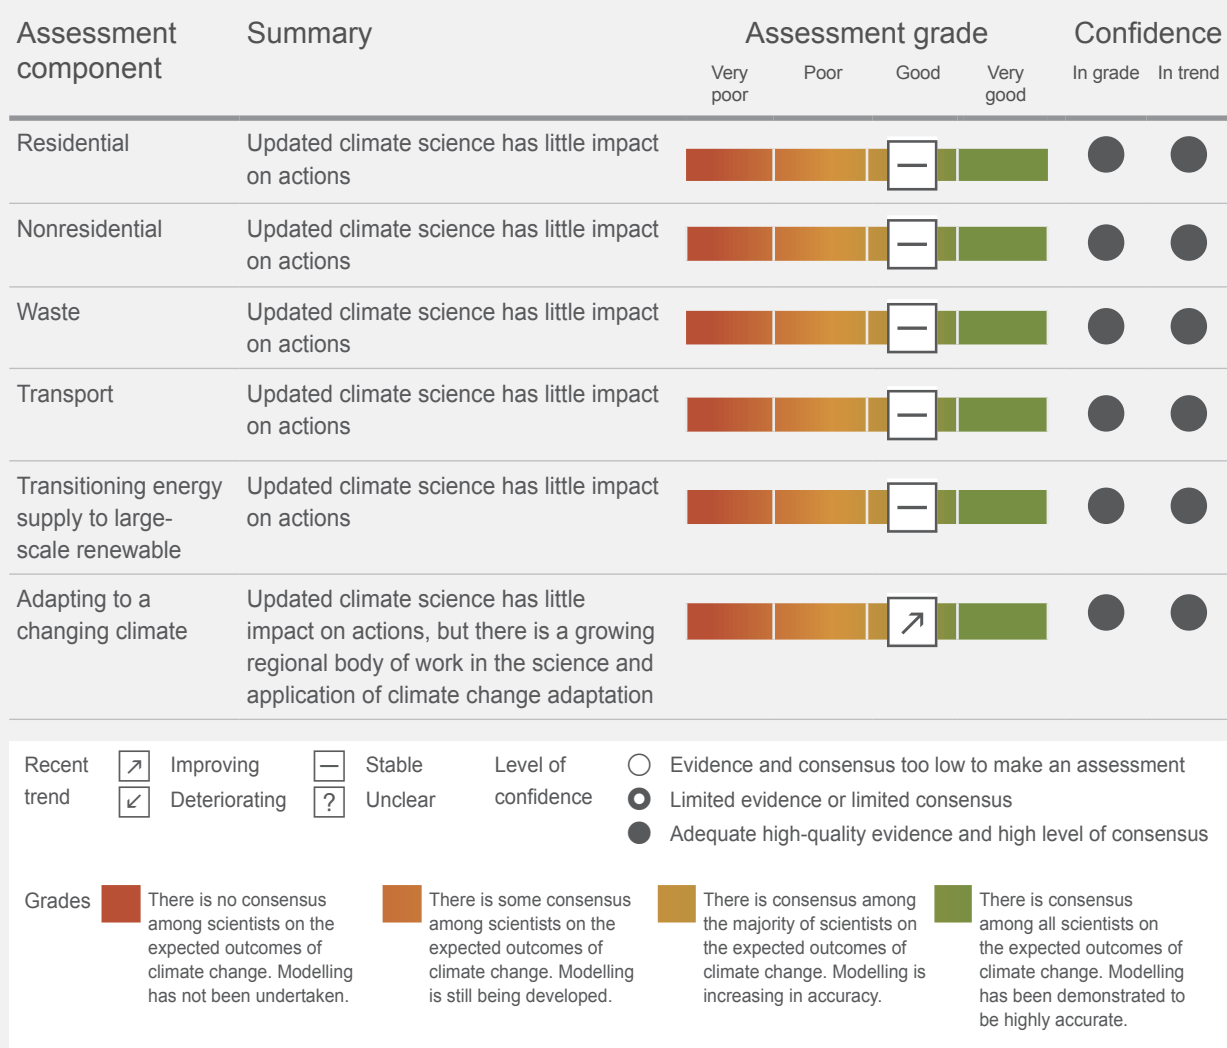 Assessment component
Summary
Assessment grade
Confidence
Very poor
Poor
Good
Very good
In grade
In trend
Residential
Updated climate science has little impact
on actions
Nonresidential
Updated climate science has little impact
on actions
Waste
Updated climate science has little impact
on actions
Transport
Updated climate science has little impact
on actions
Transitioning energy
supply to large-
scale renewable
Updated climate science has little impact
on actions
Adapting to a
changing climate
Updated climate science has little
impact on actions, but there is a growing
regional body of work in the science and
application of climate change adaptation
Recent
trend
Improving
Deteriorating
Stable
?
Unclear
Level of
confidence
Evidence and consensus too low to make an assessment
Limited evidence or limited consensus
Adequate high-quality evidence and high level of consensus
Grades
There is no consensus
among scientists on the
expected outcomes of
climate change. Modelling
has not been undertaken.
There is some consensus
among scientists on the
expected outcomes of
climate change. Modelling
is still being developed.
There is consensus among
the majority of scientists on
the expected outcomes of
climate change. Modelling is
increasing in accuracy.
There is consensus
among all scientists on
the expected outcomes of
climate change. Modelling
has been demonstrated to
be highly accurate.